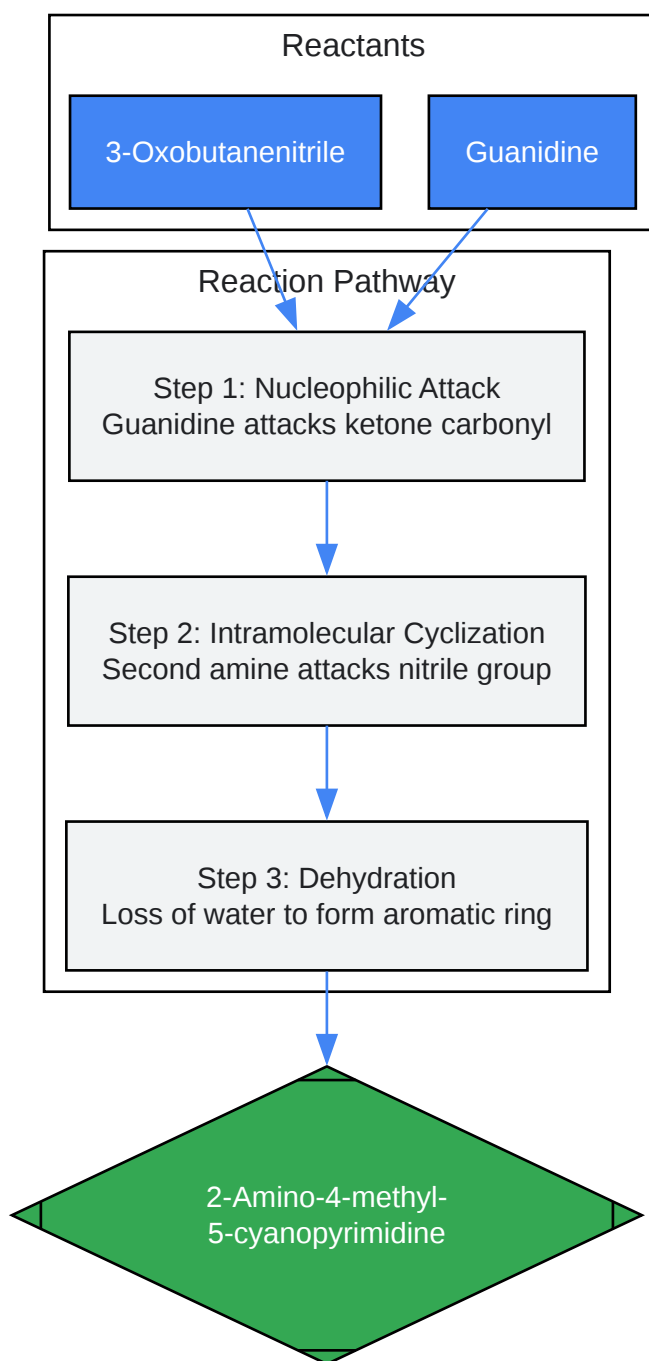 Reactants
3-Oxobutanenitrile
Guanidine
Reaction Pathway
Step 1: Nucleophilic Attack
Guanidine attacks ketone carbonyl
Step 2: Intramolecular Cyclization
Second amine attacks nitrile group
Step 3: Dehydration
Loss of water to form aromatic ring
2-Amino-4-methyl-
5-cyanopyrimidine